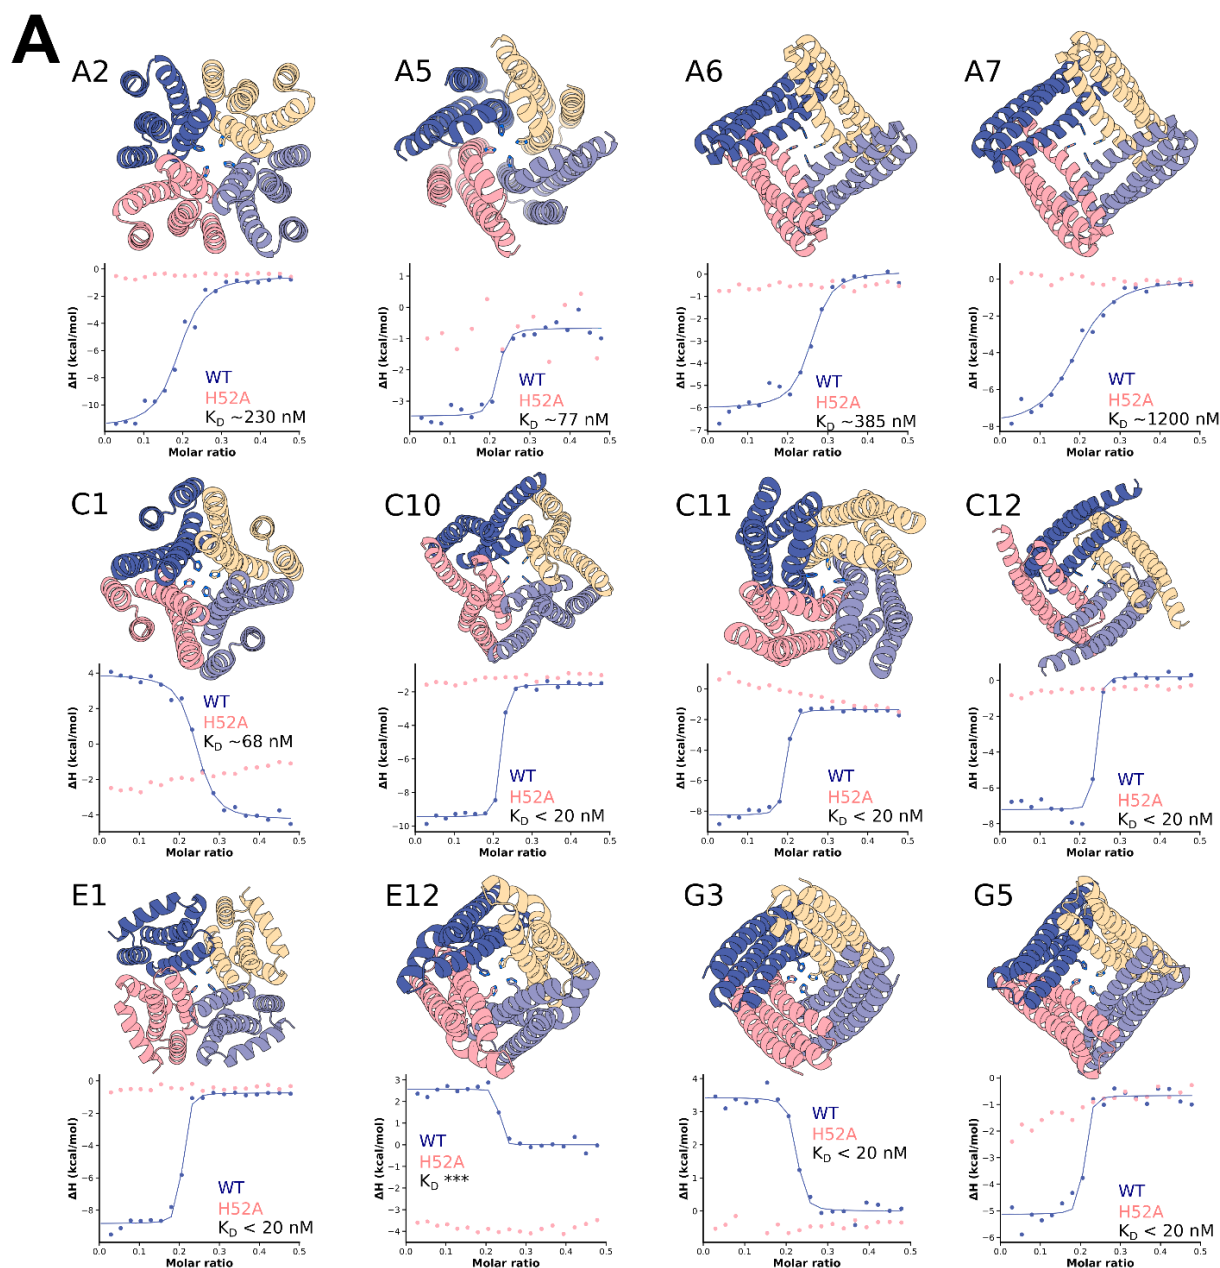 A
A2
A5
A6
A7
0
−2
−4
−6
−8
−10
ΔH (kcal/mol)
WT
H52A
K_D ~230 nM
0.0 0.1 0.2 0.3 0.4 0.5
Molar ratio
1
0
−1
−2
−3
ΔH (kcal/mol)
WT
H52A
K_D ~77 nM
0.0 0.1 0.2 0.3 0.4 0.5
Molar ratio
0
−1
−2
−3
−4
−5
−6
−7
ΔH (kcal/mol)
WT
H52A
K_D ~385 nM
0.0 0.1 0.2 0.3 0.4 0.5
Molar ratio
0
−2
−4
−6
−8
ΔH (kcal/mol)
WT
H52A
K_D ~1200 nM
0.0 0.1 0.2 0.3 0.4 0.5
Molar ratio
C1
C10
C11
C12
4
2
0
−2
−4
ΔH (kcal/mol)
WT
H52A
K_D ~68 nM
0.0 0.1 0.2 0.3 0.4 0.5
Molar ratio
−2
−4
−6
−8
−10
ΔH (kcal/mol)
WT
H52A
K_D < 20 nM
0.0 0.1 0.2 0.3 0.4 0.5
Molar ratio
0
−2
−4
−6
−8
ΔH (kcal/mol)
WT
H52A
K_D < 20 nM
0.0 0.1 0.2 0.3 0.4 0.5
Molar ratio
0
−2
−4
−6
−8
ΔH (kcal/mol)
WT
H52A
K_D < 20 nM
0.0 0.1 0.2 0.3 0.4 0.5
Molar ratio
E1
E12
G3
G5
0
−2
−4
−6
−8
ΔH (kcal/mol)
WT
H52A
K_D < 20 nM
0.0 0.1 0.2 0.3 0.4 0.5
Molar ratio
3
2
1
0
−1
−2
−3
−4
ΔH (kcal/mol)
WT
H52A
K_D ***
0.0 0.1 0.2 0.3 0.4 0.5
Molar ratio
4
3
2
1
0
ΔH (kcal/mol)
WT
H52A
K_D < 20 nM
0.0 0.1 0.2 0.3 0.4 0.5
Molar ratio
0
−1
−2
−3
−4
−5
−6
ΔH (kcal/mol)
WT
H52A
K_D < 20 nM
0.0 0.1 0.2 0.3 0.4 0.5
Molar ratio